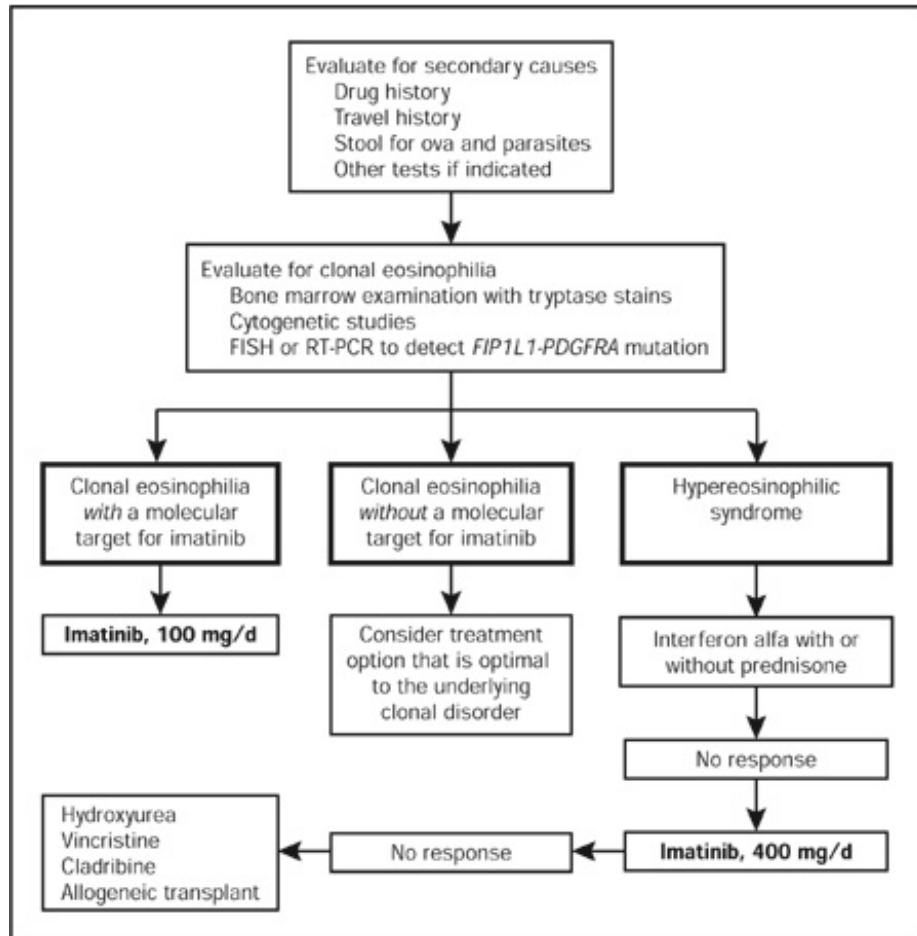 Evaluate for secondary causes
Drug history
Travel history
Stool for ova and parasites
Other tests if indicated
Evaluate for clonal eosinophilia
Bone marrow examination with tryptase stains
Cytogenetic studies
FISH or RT-PCR to detect FIP1L1-PDGFRA mutation
Clonal eosinophilia
with a molecular
target for imatinib
Clonal eosinophilia
without a molecular
target for imatinib
Hypereosinophilic
syndrome
Imatinib, 100 mg/d
Consider treatment
option that is optimal
to the underlying
clonal disorder
Interferon alfa with or
without prednisone
No response
Imatinib, 400 mg/d
No response
Hydroxyurea
Vincristine
Cladribine
Allogeneic transplant